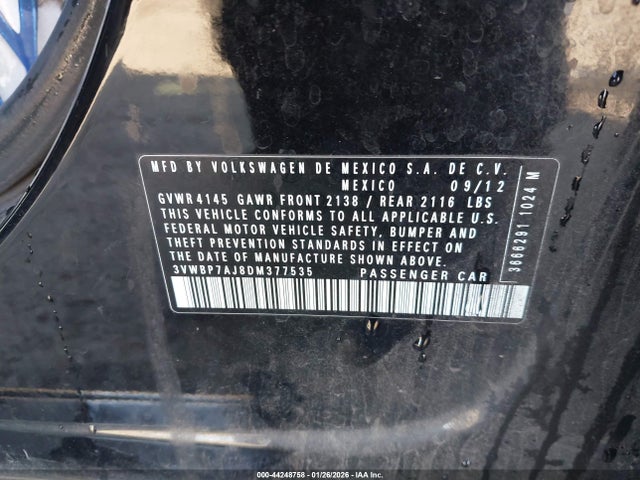 MFD BY VOLKSWAGEN DE MEXICO S.A. DE C.V.
MEXICO 09/12
GVWR 4145 GAWR FRONT 2138 / REAR 2116 LBS
THIS VEHICLE CONFORMS TO ALL APPLICABLE U.S.
FEDERAL MOTOR VEHICLE SAFETY, BUMPER AND
THEFT PREVENTION STANDARDS IN EFFECT ON
THE DATE OF MANUFACTURE SHOWN ABOVE.
3VWBP7AJ8DM377535 PASSENGER CAR
3666291 1024 M
000-44248758 - 01/26/2026 - IAA Inc.